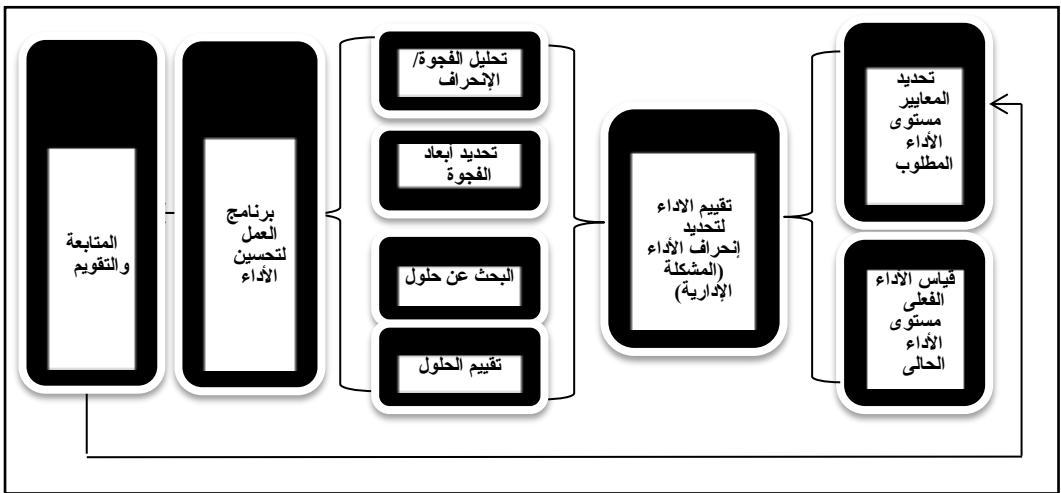 تحديد
المعايير
مستوى
الأداء
المطلوب
قياس الاداء
الفعلى
مستوى
الأداء
الحالى
تقييم الاداء
لتحديد
إنحراف الأداء
(المشكلة
الإدارية)
تحليل الفجوة/
الإنحراف
تحديد أبعاد
الفجوة
البحث عن حلول
تقييم الحلول
برنامج
العمل
لتحسين
الأداء
المتابعة
والتقويم